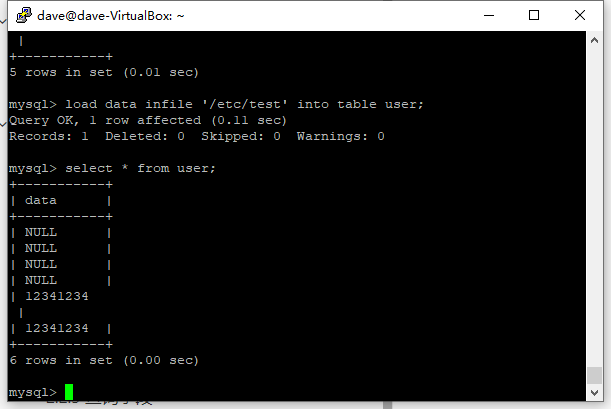 dave@dave-VirtualBox: ~
|
+-----------+
5 rows in set (0.01 sec)
mysql> load data infile '/etc/test' into table user;
Query OK, 1 row affected (0.11 sec)
Records: 1  Deleted: 0  Skipped: 0  Warnings: 0
mysql> select * from user;
+-----------+
| data      |
+-----------+
| NULL      |
| NULL      |
| NULL      |
| NULL      |
| 12341234
 |
| 12341234  |
+-----------+
6 rows in set (0.00 sec)
mysql>